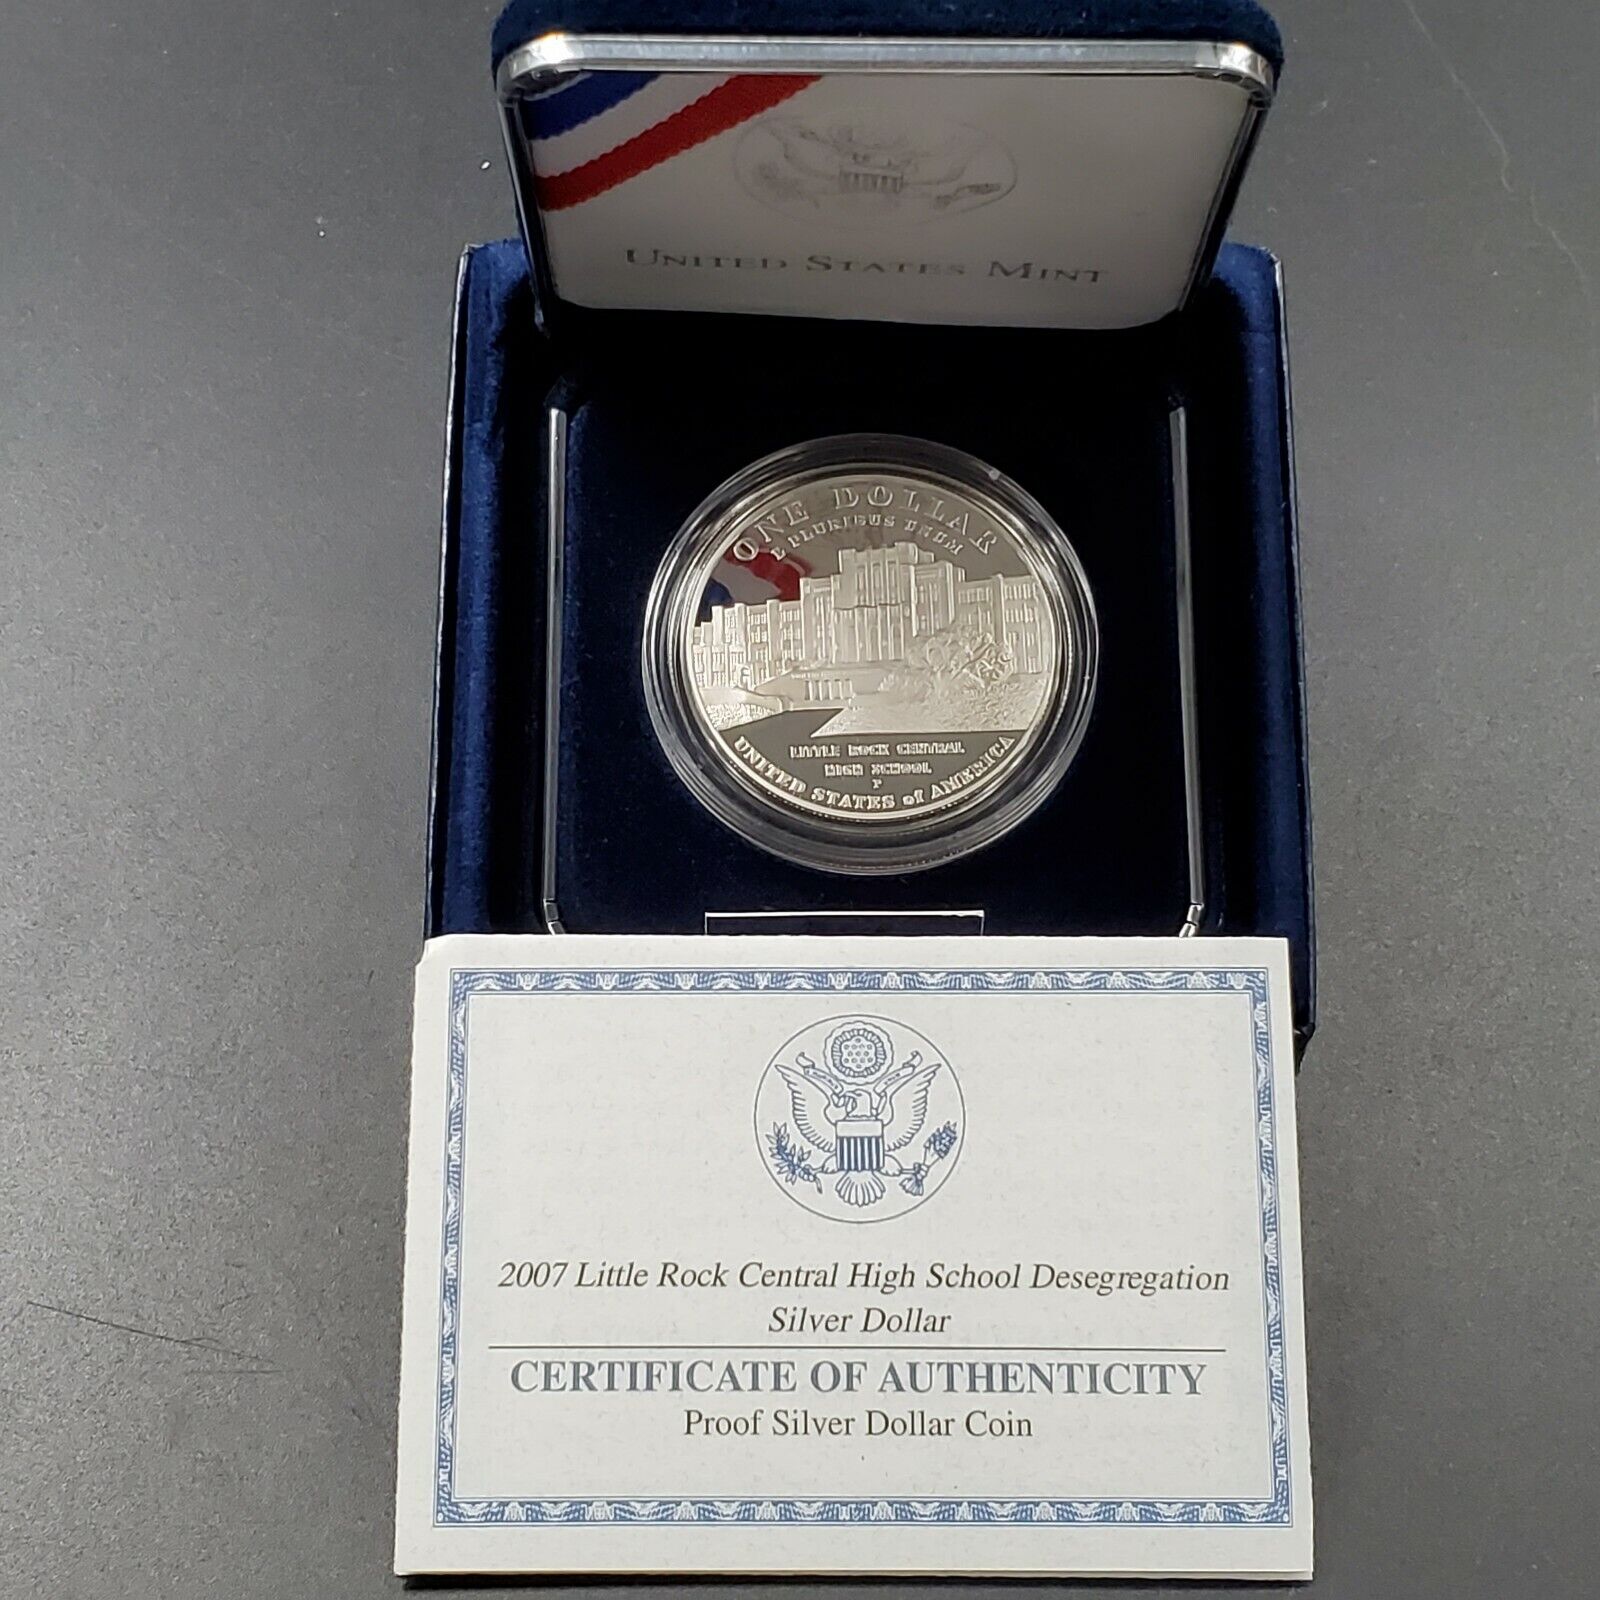 United States Mint
ONE DOLLAR
E PLURIBUS UNUM
LITTLE ROCK CENTRAL
HIGH SCHOOL
P
UNITED STATES of AMERICA
2007 Little Rock Central High School Desegregation
Silver Dollar
CERTIFICATE OF AUTHENTICITY
Proof Silver Dollar Coin